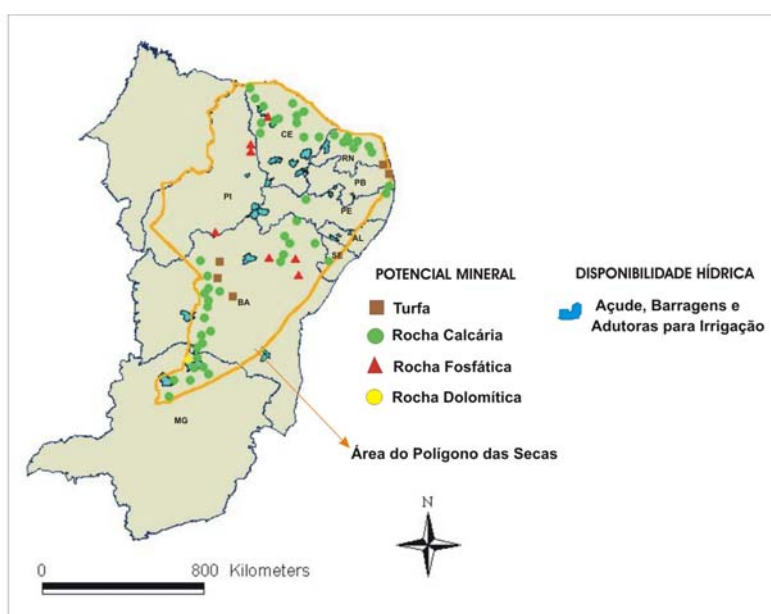 CE
RN
PB
PI
PE
AL
SE
BA
MG
POTENCIAL MINERAL
Turfa
Rocha Calcária
Rocha Fosfática
Rocha Dolomítica
DISPONIBILIDADE HÍDRICA
Açude, Barragens e
Adutoras para Irrigação
Área do Polígono das Secas
N
0 800 Kilometers